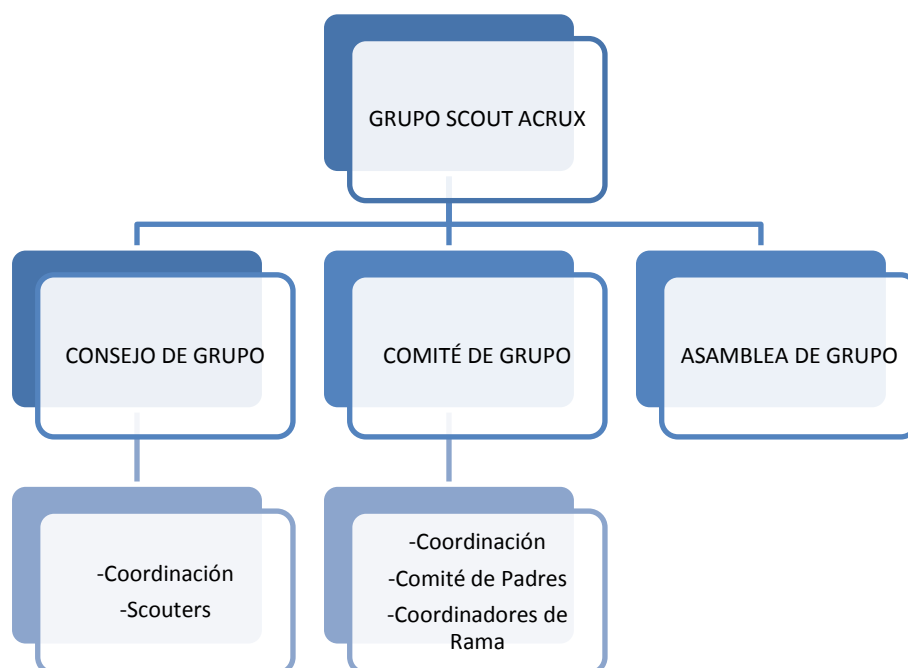 GRUPO SCOUT ACRUX
CONSEJO DE GRUPO
COMITÉ DE GRUPO
ASAMBLEA DE GRUPO
-Coordinación
-Scouters
-Coordinación
-Comité de Padres
-Coordinadores de
Rama